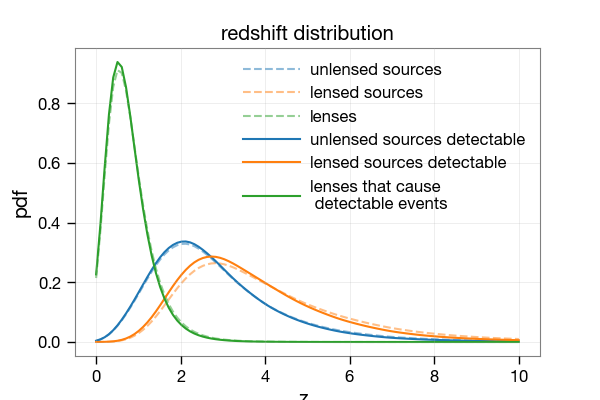 redshift distribution
unlensed sources
lensed sources
lenses
unlensed sources detectable
lensed sources detectable
lenses that cause
detectable events
pdf
0.8
0.6
0.4
0.2
0.0
0 2 4 6 8 10
z